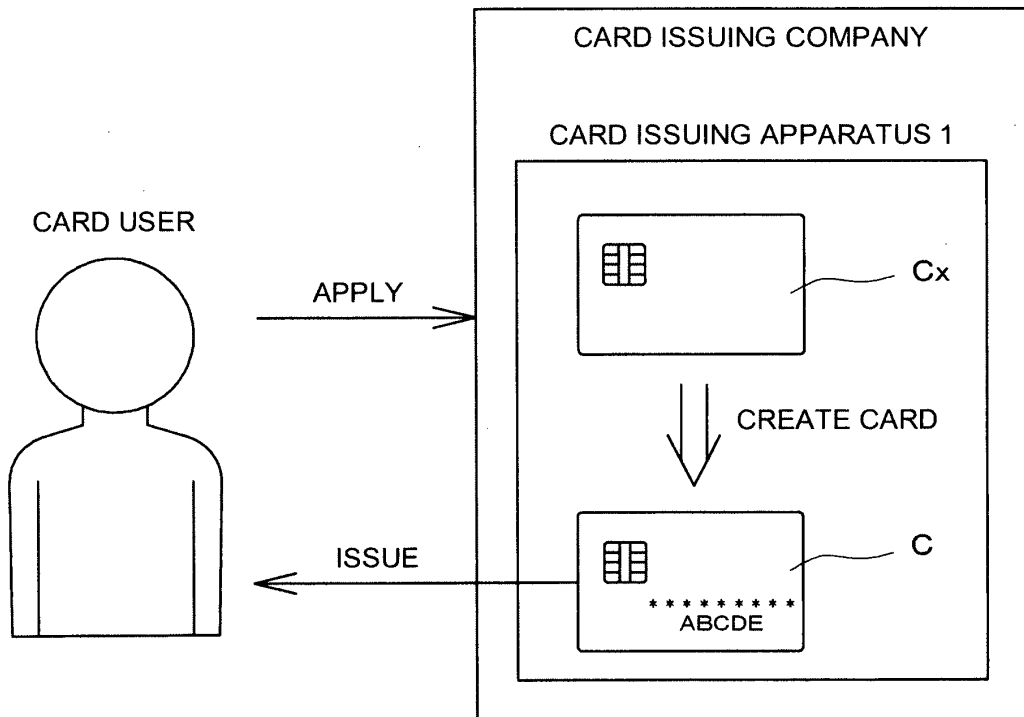 CARD ISSUING COMPANY
CARD ISSUING APPARATUS 1
CARD USER
APPLY
Cx
CREATE CARD
ISSUE
C
* * * * * * * * *
ABCDE